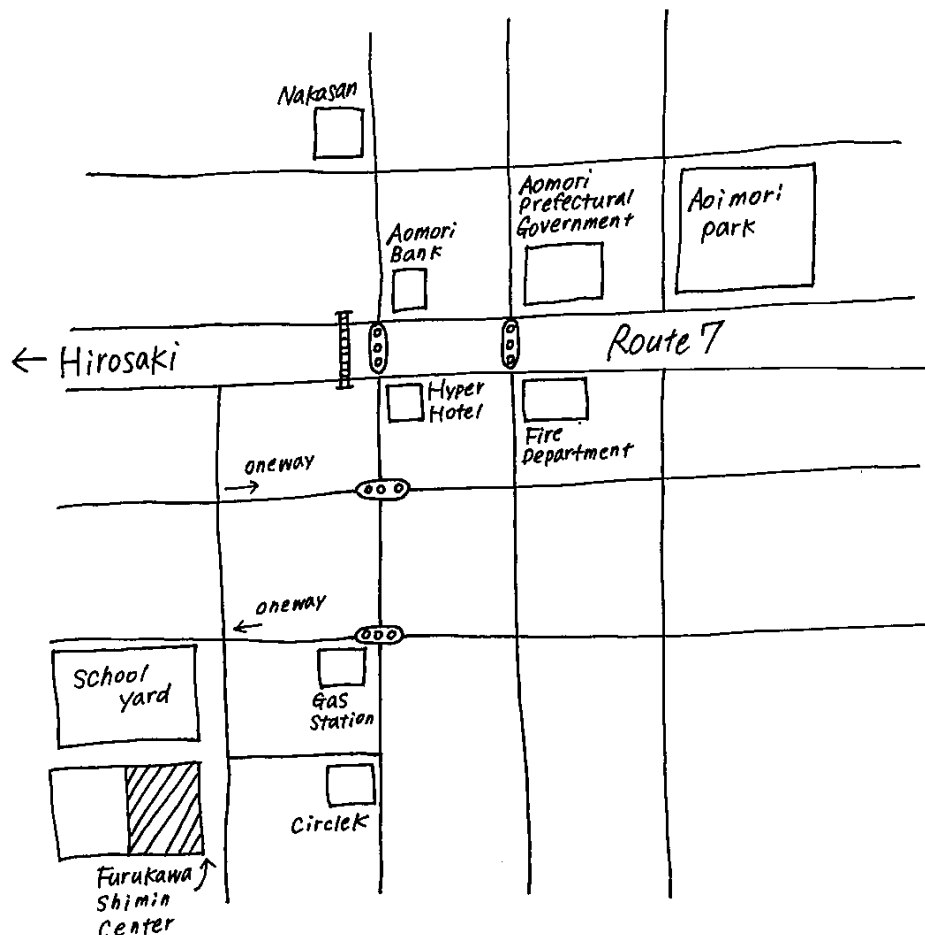 Nakasan
Aomori
Prefectural
Government
Aoimori
park
Aomori
Bank
← Hirosaki
Route 7
Hyper
Hotel
Fire
Department
oneway
→
oneway
←
School
yard
Gas
Station
CircleK
Furukawa
Shimin
Center